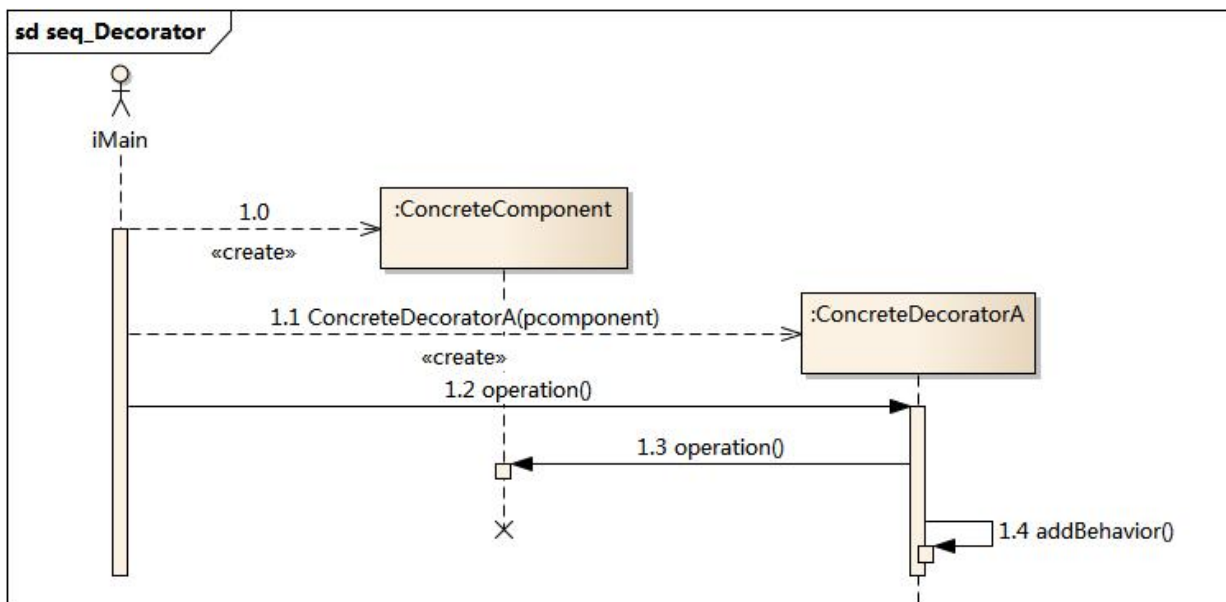 sd seq_Decorator
iMain
1.0
«create»
:ConcreteComponent
1.1 ConcreteDecoratorA(pcomponent)
«create»
:ConcreteDecoratorA
1.2 operation()
1.3 operation()
1.4 addBehavior()